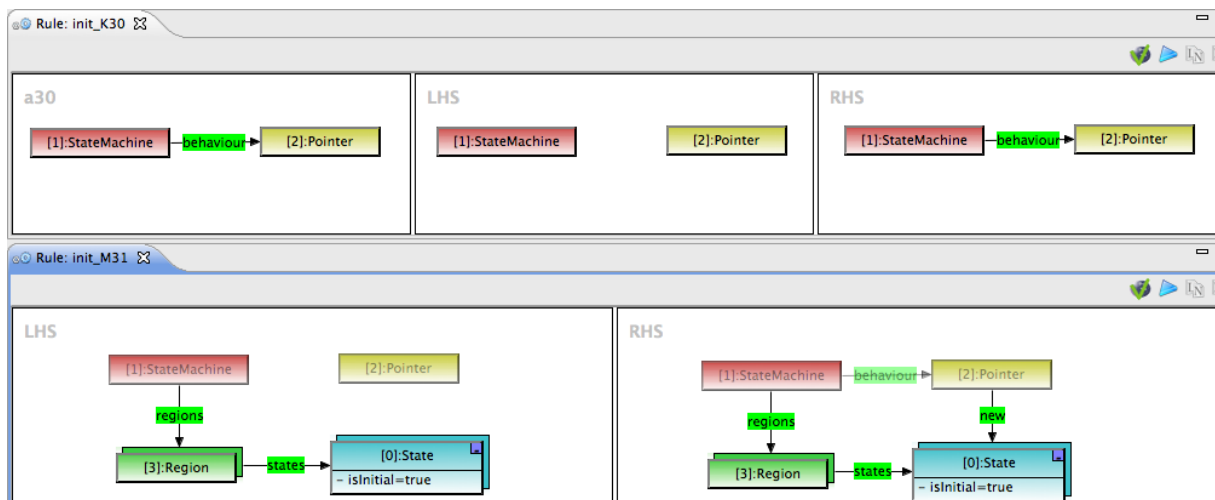 Rule: init_K30
a30
LHS
RHS
[1]:StateMachine behaviour [2]:Pointer
[1]:StateMachine [2]:Pointer
[1]:StateMachine behaviour [2]:Pointer
Rule: init_M31
LHS
[1]:StateMachine [2]:Pointer
regions
[3]:Region states [0]:State
- isInitial=true
RHS
[1]:StateMachine behaviour [2]:Pointer
regions new
[3]:Region states [0]:State
- isInitial=true